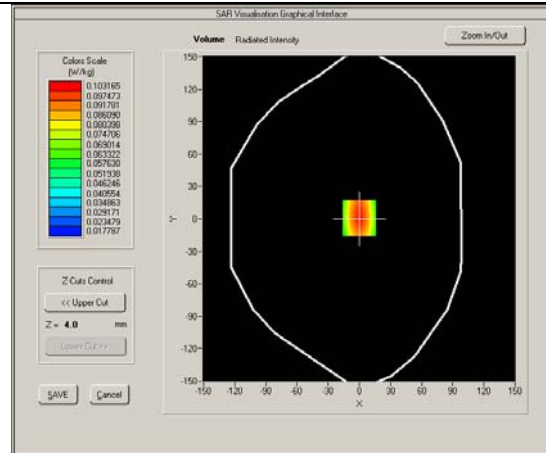 SAR Visualisation Graphical Interface
Volume Radiated Intensity
Zoom In/Out
Colors Scale
(W/kg)
0.103165
0.097473
0.091781
0.086090
0.080398
0.074706
0.069014
0.063322
0.057630
0.051938
0.046246
0.040554
0.034863
0.029171
0.023479
0.017787
Z Cuts Control
<< Upper Cut
Z = 4.0 mm
Lower Cut >>
SAVE Cancel
150
120
90
60
30
0
-30
-60
-90
-120
-150
Y
-150 -120 -90 -60 -30 0 30 60 90 120 150
X